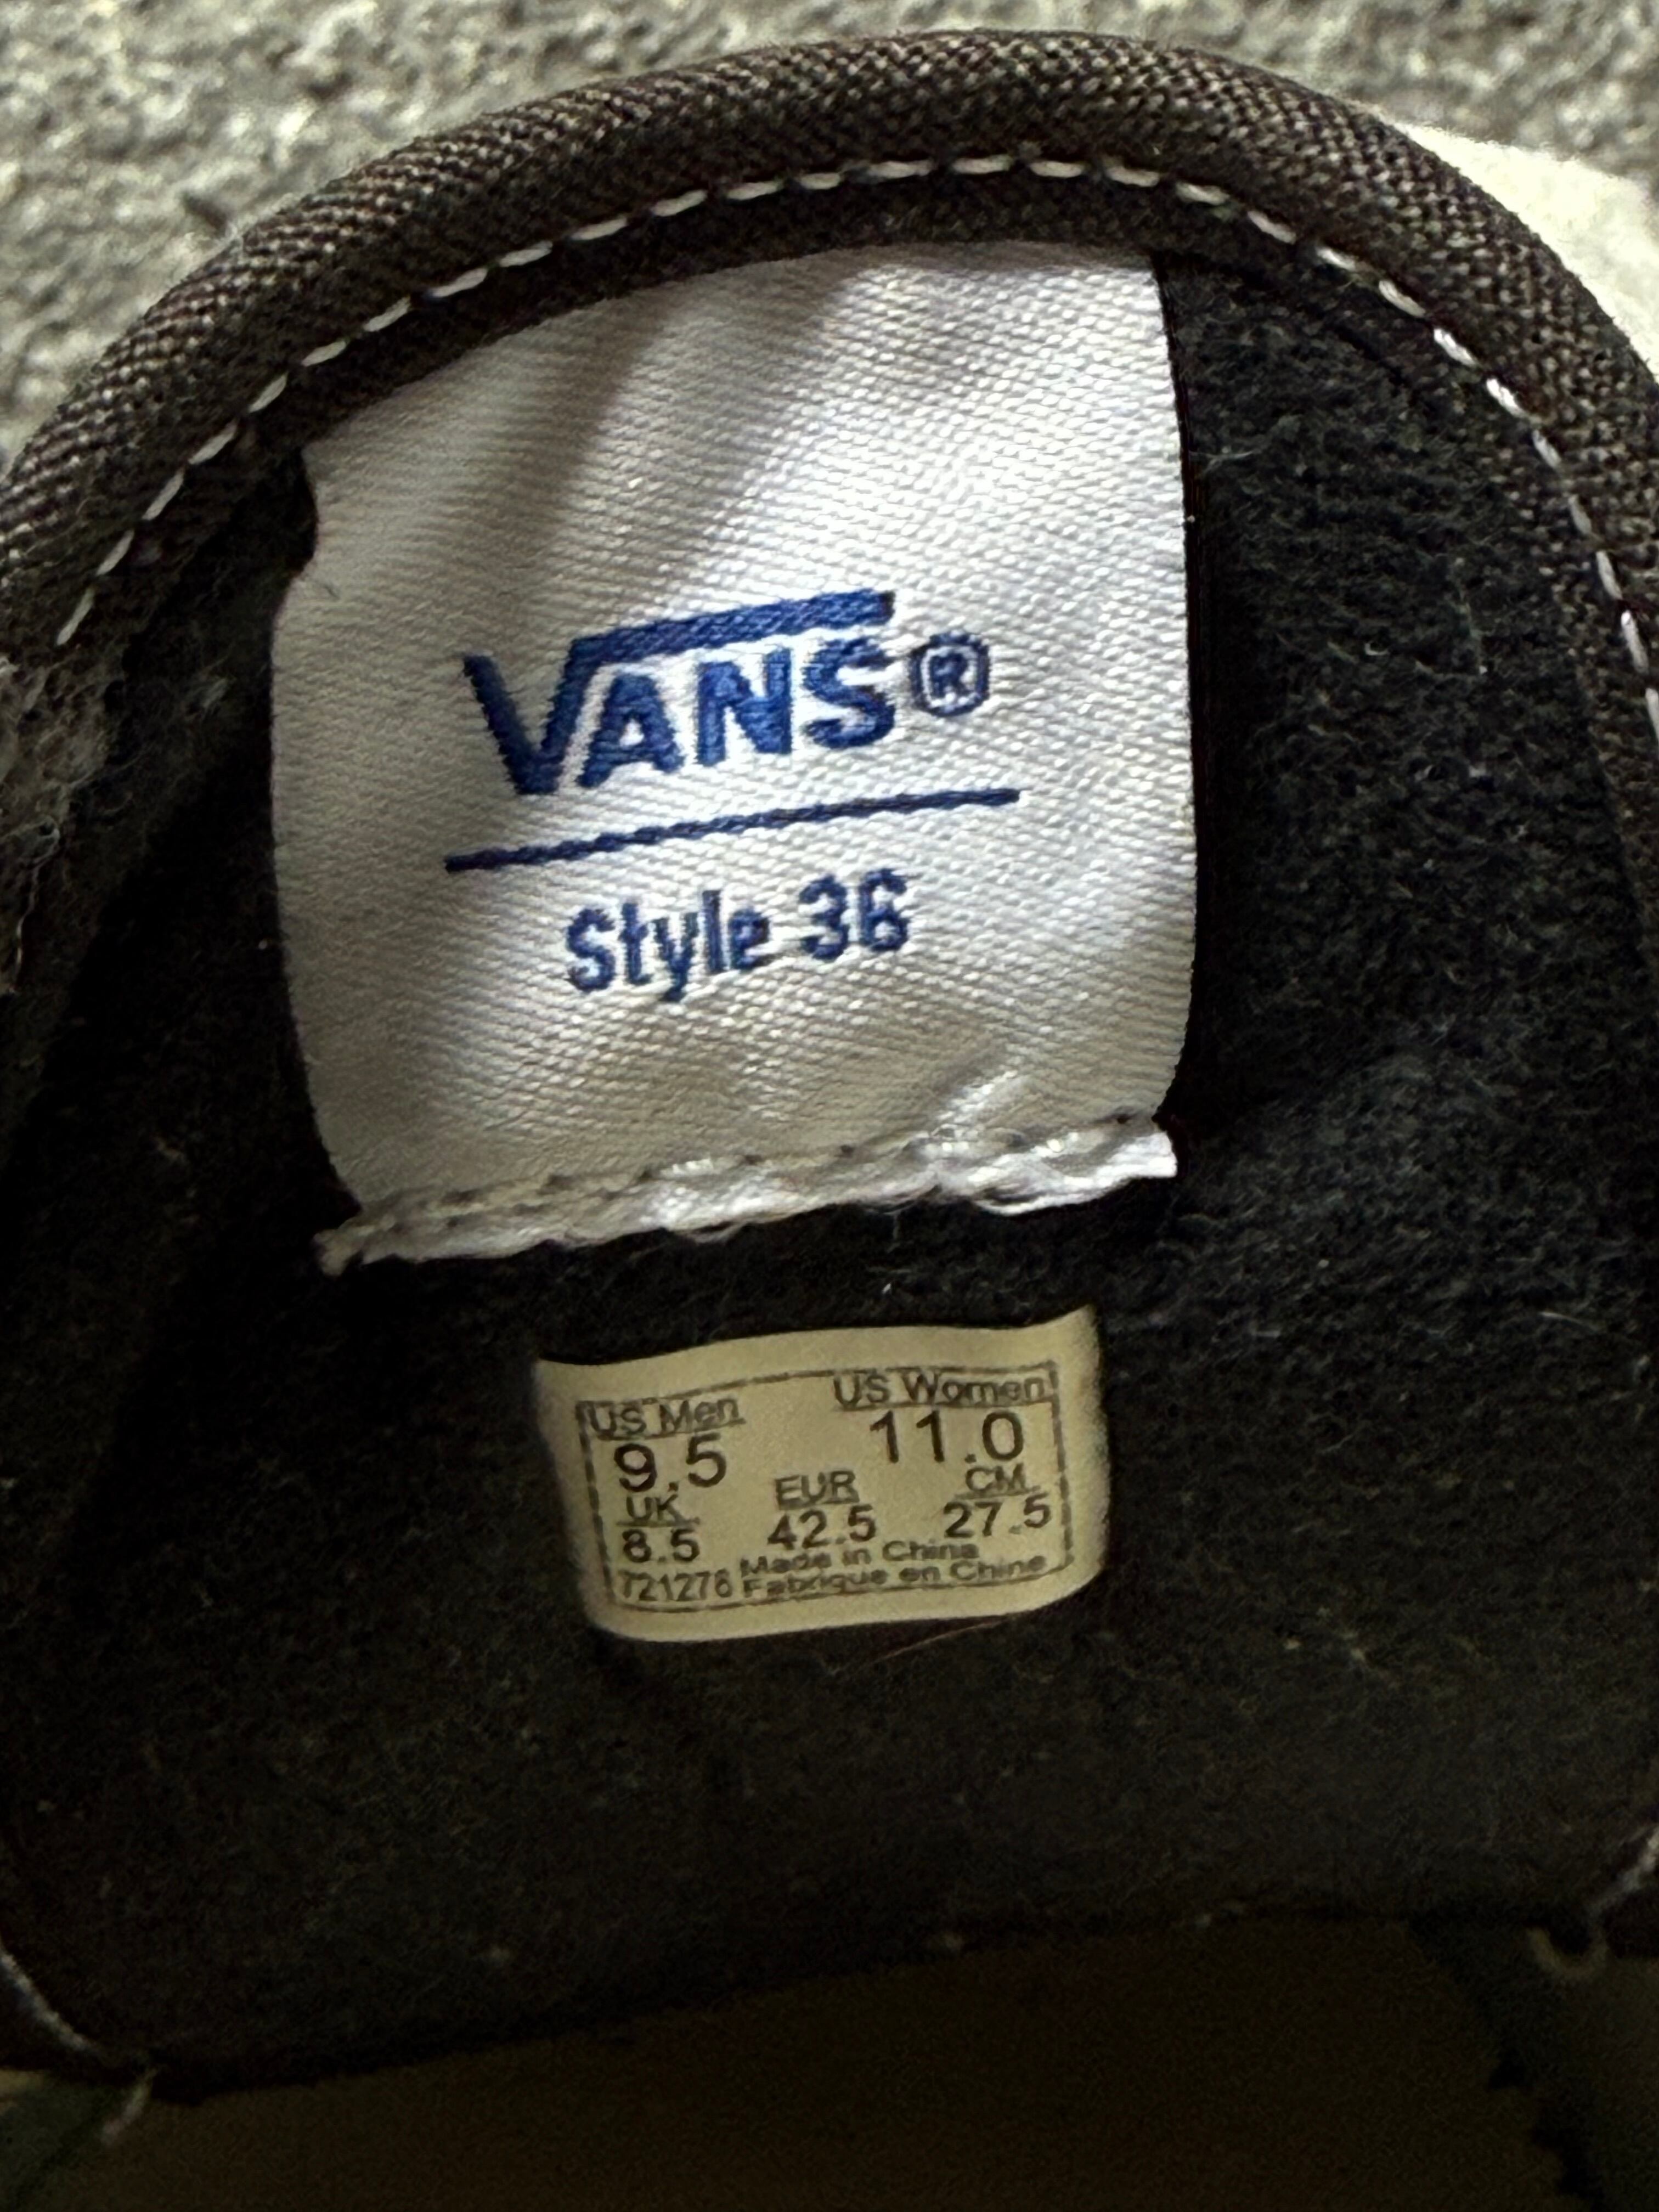 VANS®
Style 36
US Men US Women
9.5 11.0
UK EUR CM
8.5 42.5 27.5
Made in China
721278 Fabrique en Chine